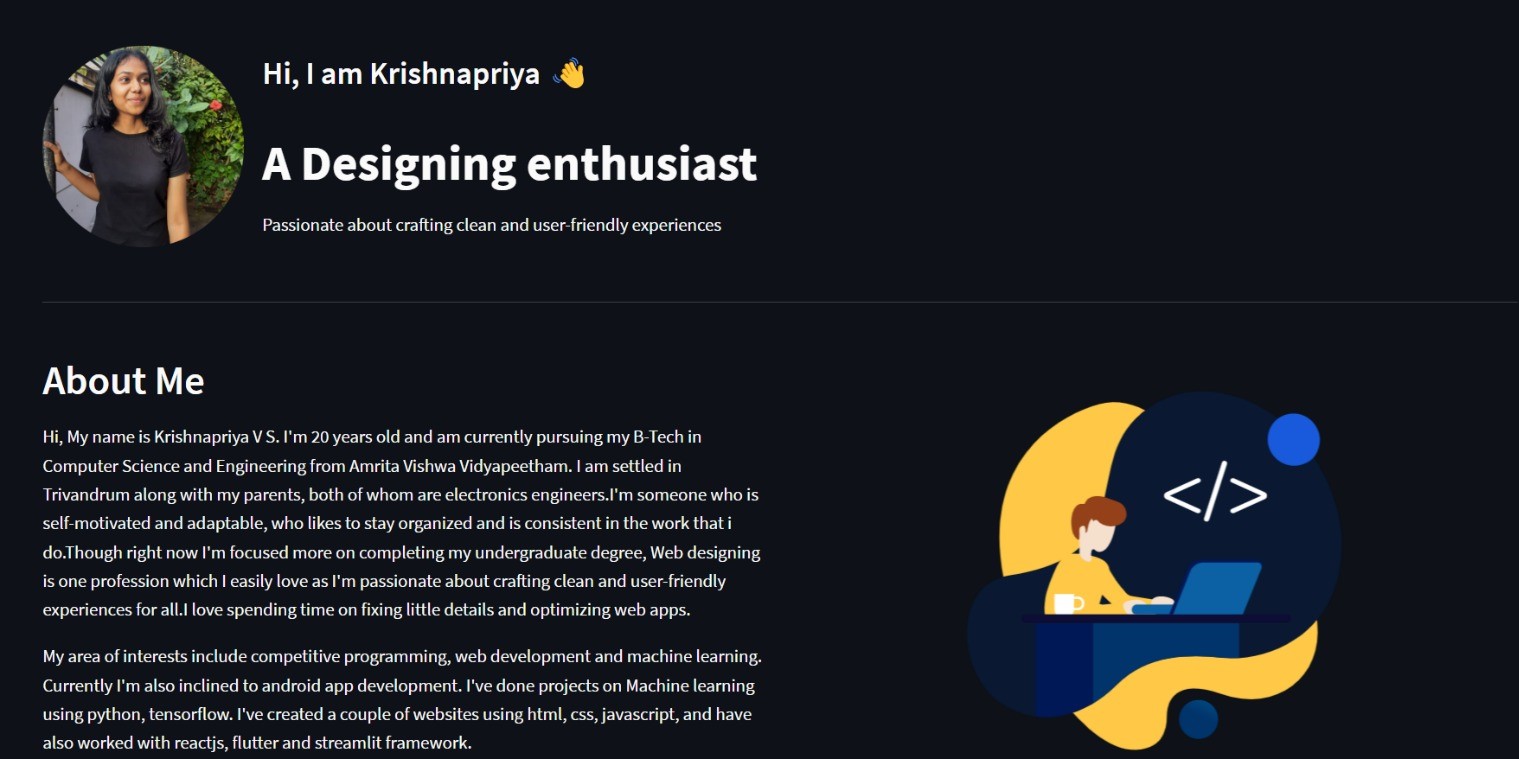 Hi, I am Krishnapriya 👋
A Designing enthusiast
Passionate about crafting clean and user-friendly experiences
About Me
Hi, My name is Krishnapriya V S. I'm 20 years old and am currently pursuing my B-Tech in
Computer Science and Engineering from Amrita Vishwa Vidyapeetham. I am settled in
Trivandrum along with my parents, both of whom are electronics engineers.I'm someone who is
self-motivated and adaptable, who likes to stay organized and is consistent in the work that i
do.Though right now I'm focused more on completing my undergraduate degree, Web designing
is one profession which I easily love as I'm passionate about crafting clean and user-friendly
experiences for all.I love spending time on fixing little details and optimizing web apps.
My area of interests include competitive programming, web development and machine learning.
Currently I'm also inclined to android app development. I've done projects on Machine learning
using python, tensorflow. I've created a couple of websites using html, css, javascript, and have
also worked with reactjs, flutter and streamlit framework.
</>